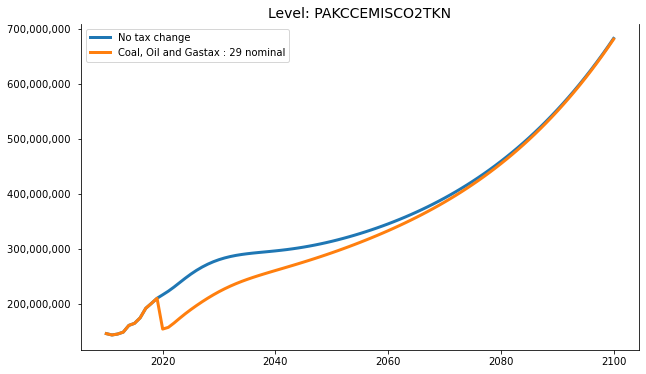 Level: PAKCCEMISCO2TKN
No tax change
Coal, Oil and Gastax : 29 nominal
700,000,000
600,000,000
500,000,000
400,000,000
300,000,000
200,000,000
2020 2040 2060 2080 2100